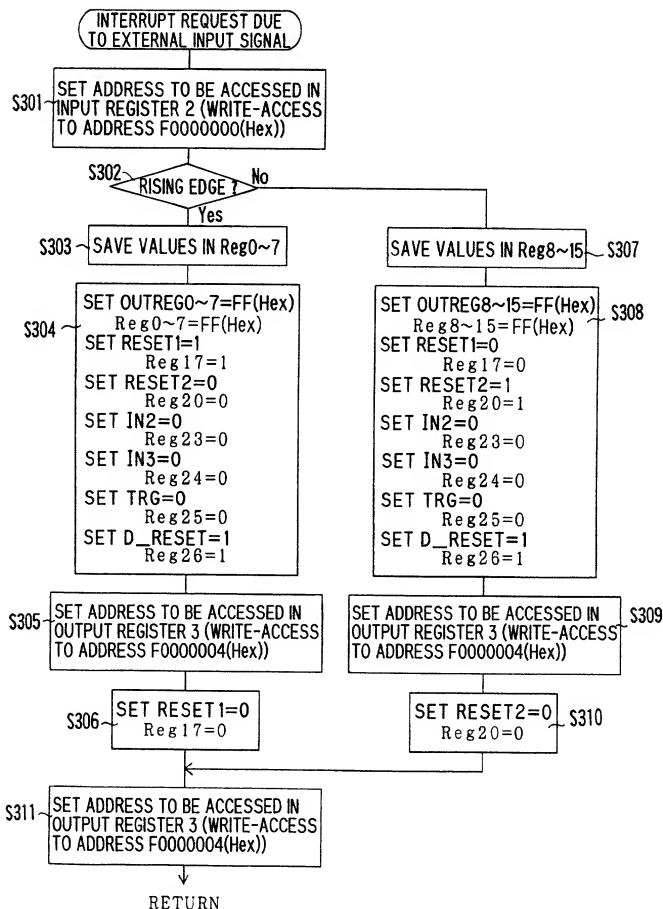 INTERRUPT REQUEST DUE
TO EXTERNAL INPUT SIGNAL
S301
SET ADDRESS TO BE ACCESSED IN
INPUT REGISTER 2 (WRITE-ACCESS
TO ADDRESS F0000000(Hex))
S302
RISING EDGE ?
No
Yes
S303
SAVE VALUES IN Reg0~7
SAVE VALUES IN Reg8~15
S307
S304
SET OUTREG0~7=FF(Hex)
Reg0~7=FF(Hex)
SET RESET1=1
Reg17=1
SET RESET2=0
Reg20=0
SET IN2=0
Reg23=0
SET IN3=0
Reg24=0
SET TRG=0
Reg25=0
SET D_RESET=1
Reg26=1
SET OUTREG8~15=FF(Hex)
Reg8~15=FF(Hex)
SET RESET1=0
Reg17=0
SET RESET2=1
Reg20=1
SET IN2=0
Reg23=0
SET IN3=0
Reg24=0
SET TRG=0
Reg25=0
SET D_RESET=1
Reg26=1
S308
S305
SET ADDRESS TO BE ACCESSED IN
OUTPUT REGISTER 3 (WRITE-ACCESS
TO ADDRESS F0000004(Hex))
SET ADDRESS TO BE ACCESSED IN
OUTPUT REGISTER 3 (WRITE-ACCESS
TO ADDRESS F0000004(Hex))
S309
S306
SET RESET1=0
Reg17=0
SET RESET2=0
Reg20=0
S310
S311
SET ADDRESS TO BE ACCESSED IN
OUTPUT REGISTER 3 (WRITE-ACCESS
TO ADDRESS F0000004(Hex))
RETURN